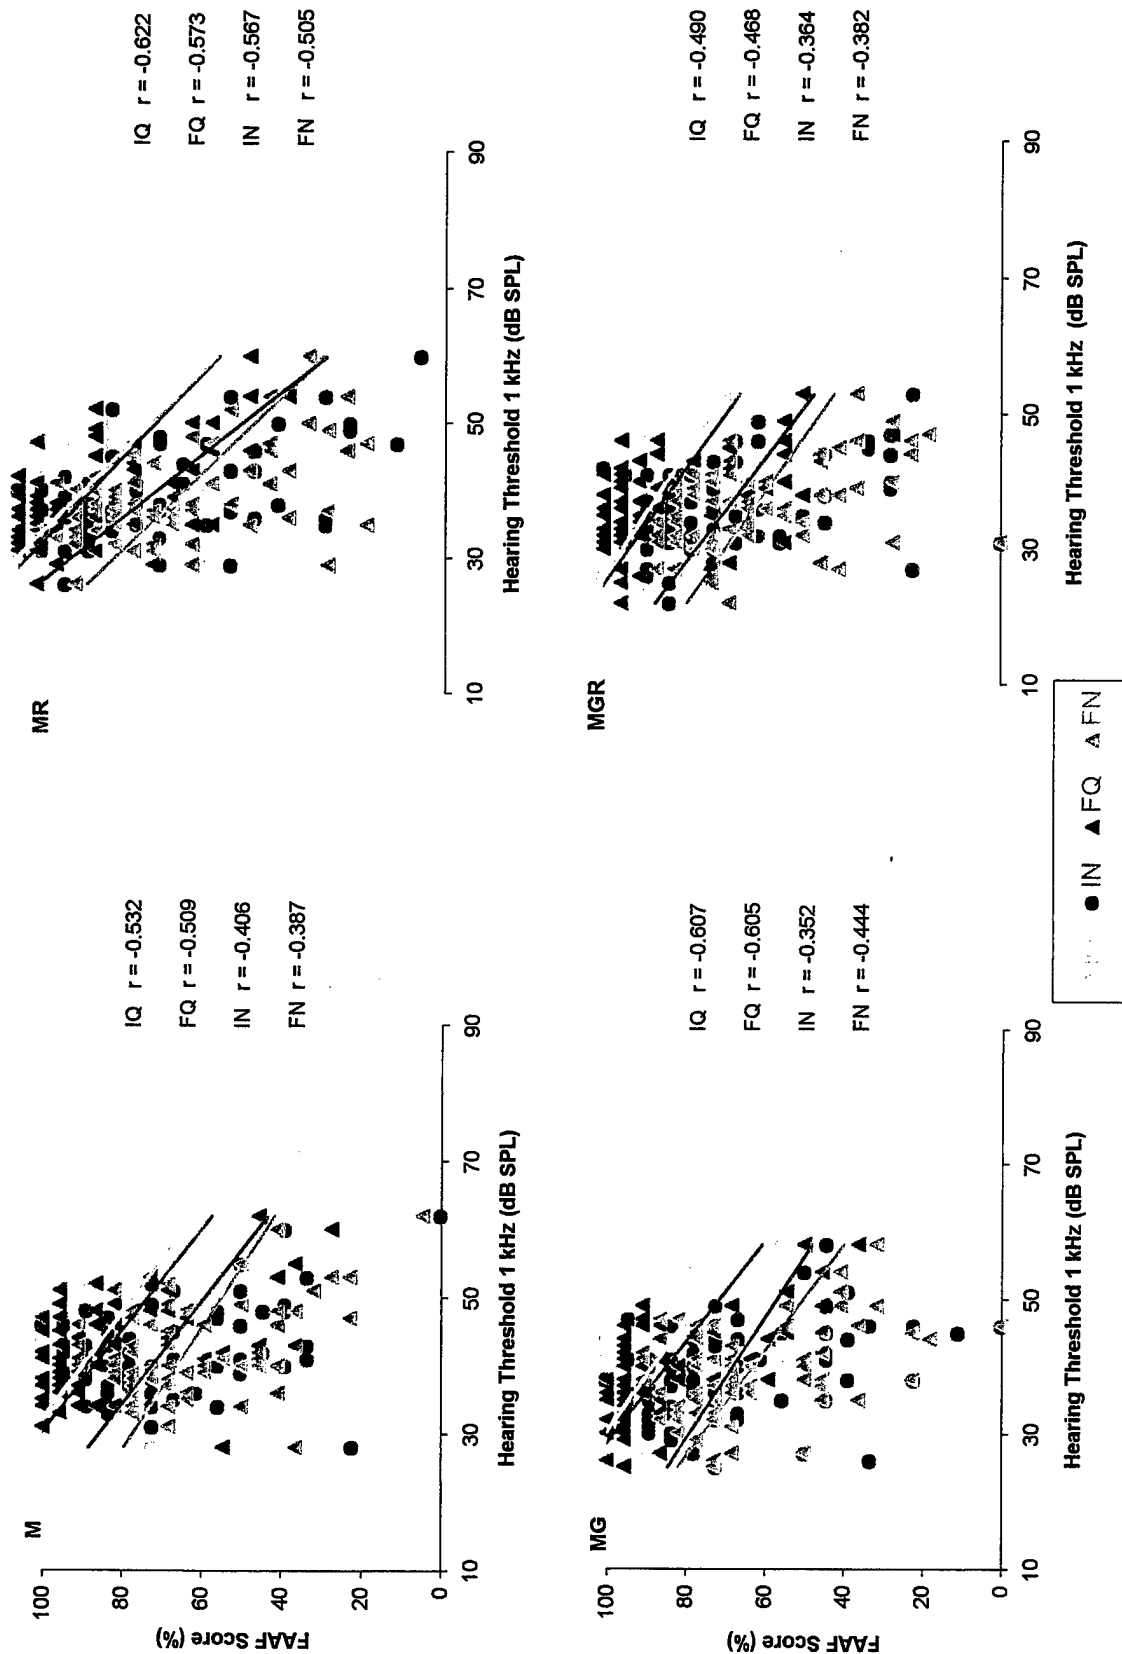 M
100
80
60
40
20
0
FAAF Score (%)
10 30 50 70 90
Hearing Threshold 1 kHz (dB SPL)
IQ r = -0.532
FQ r = -0.509
IN r = -0.406
FN r = -0.387
MR
10 30 50 70 90
Hearing Threshold 1 kHz (dB SPL)
IQ r = -0.622
FQ r = -0.573
IN r = -0.567
FN r = -0.505
MG
100
80
60
40
20
0
FAAF Score (%)
10 30 50 70 90
Hearing Threshold 1 kHz (dB SPL)
IQ r = -0.607
FQ r = -0.605
IN r = -0.352
FN r = -0.444
MGR
10 30 50 70 90
Hearing Threshold 1 kHz (dB SPL)
IQ r = -0.490
FQ r = -0.468
IN r = -0.364
FN r = -0.382
IN FQ FN